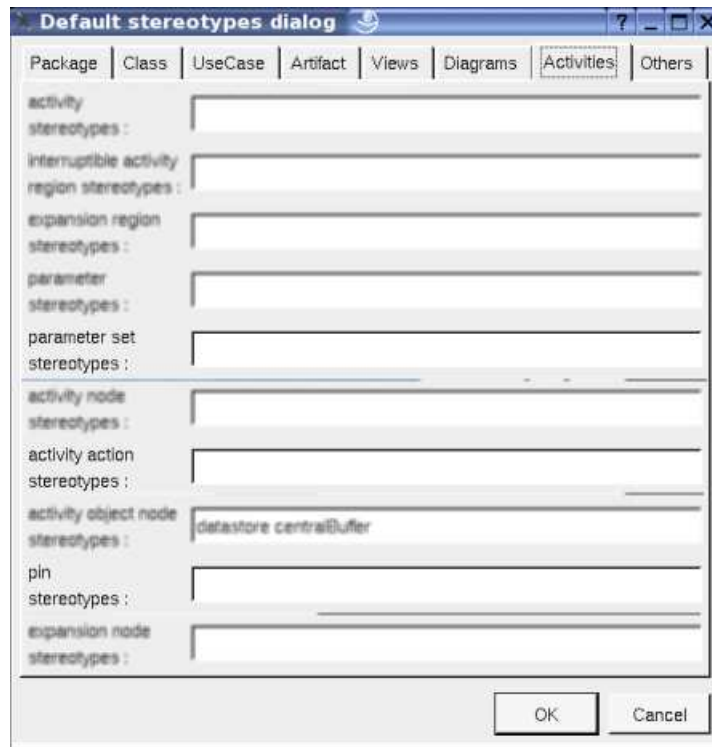 Default stereotypes dialog
Package Class UseCase Artifact Views Diagrams Activities Others
activity
stereotypes :
interruptible activity
region stereotypes :
expansion region
stereotypes :
parameter
stereotypes :
parameter set
stereotypes :
activity node
stereotypes :
activity action
stereotypes :
activity object node
stereotypes :
datastore centralBuffer
pin
stereotypes :
expansion node
stereotypes :
OK Cancel